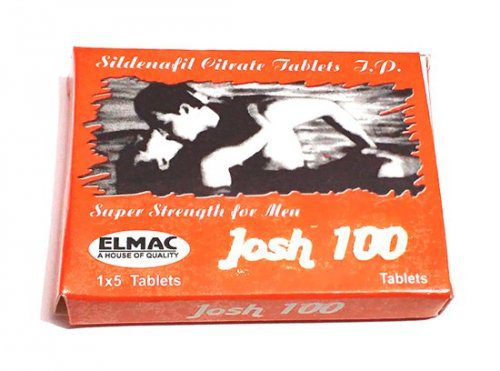 Sildenafil Citrate Tablets I.P.
Super Strength for Men
ELMAC
A HOUSE OF QUALITY
Josh 100
1x5 Tablets
Tablets
Josh 100